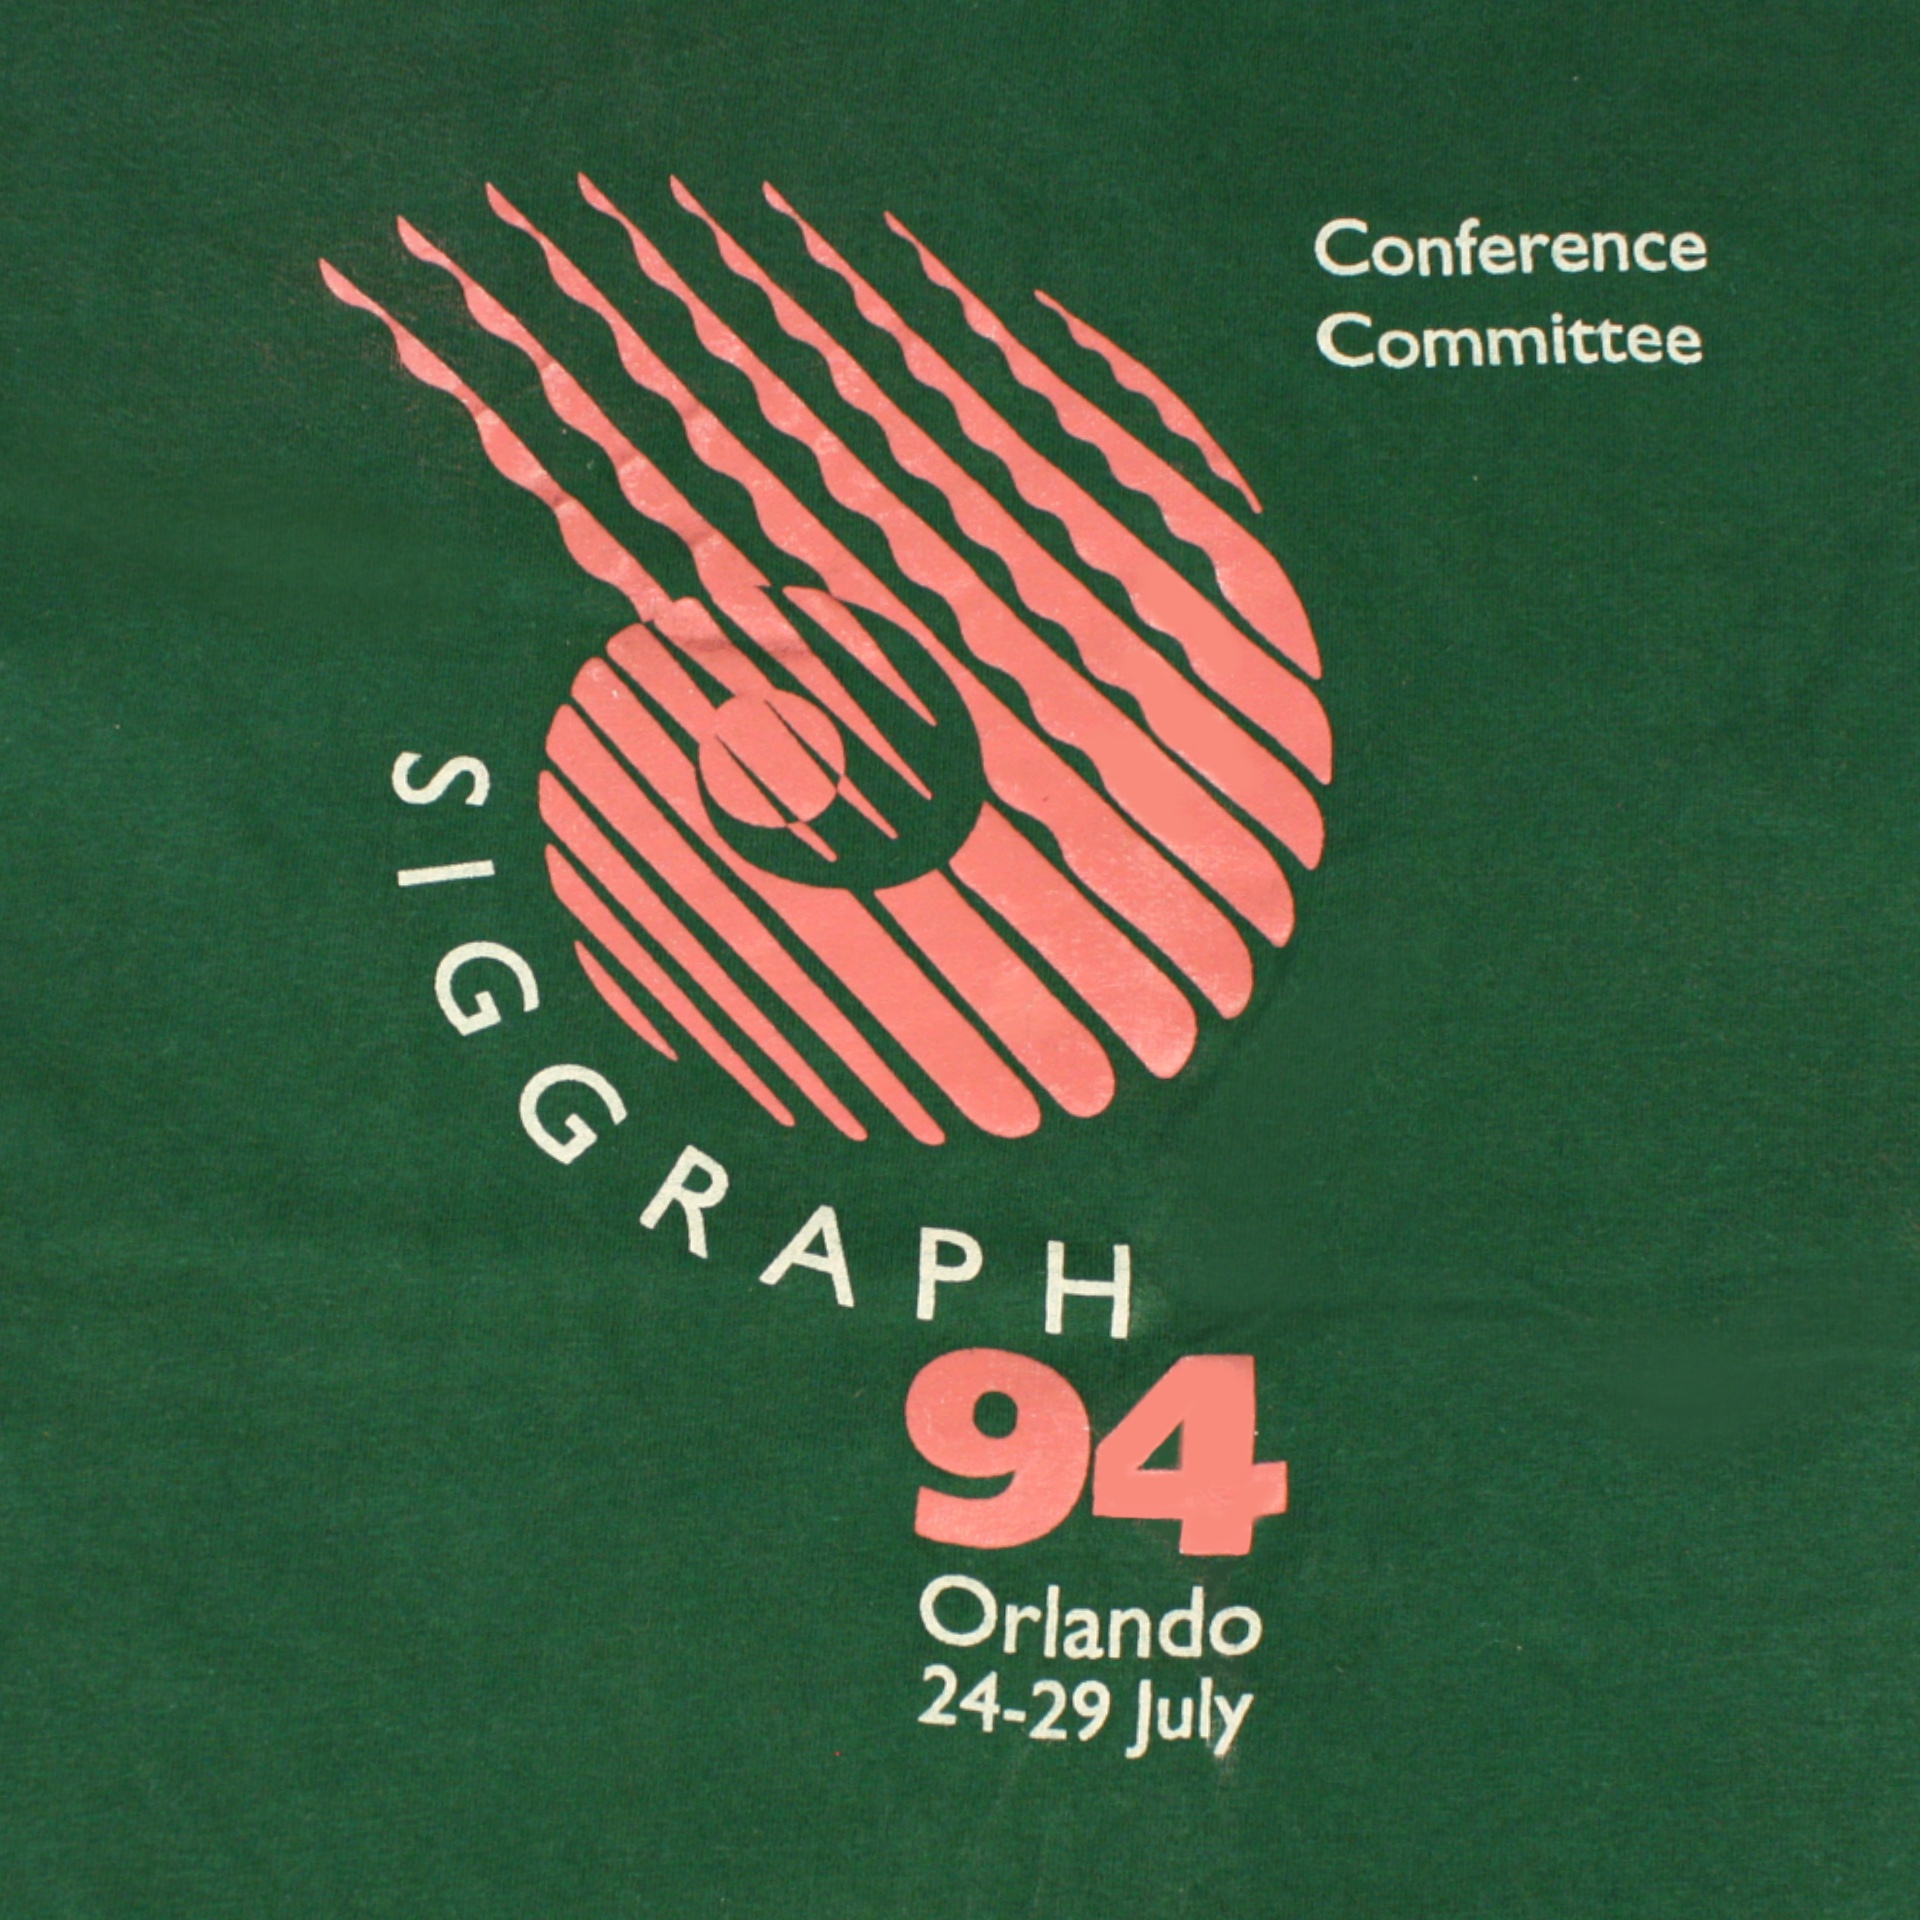 Conference
Committee
SIGGRAPH
94
Orlando
24-29 July